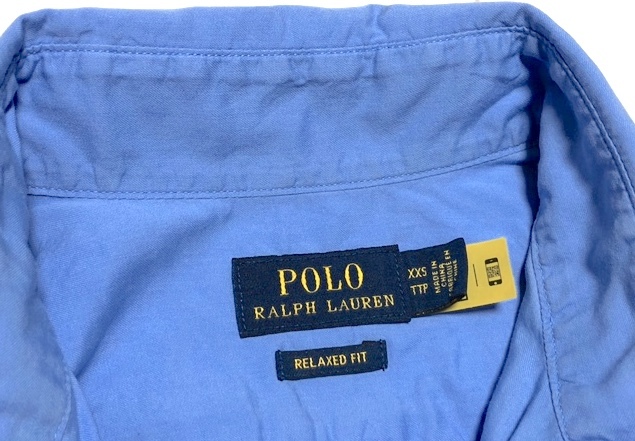 POLO
RALPH LAUREN
XXS
TTP
MADE IN
CHINA
RELAXED FIT